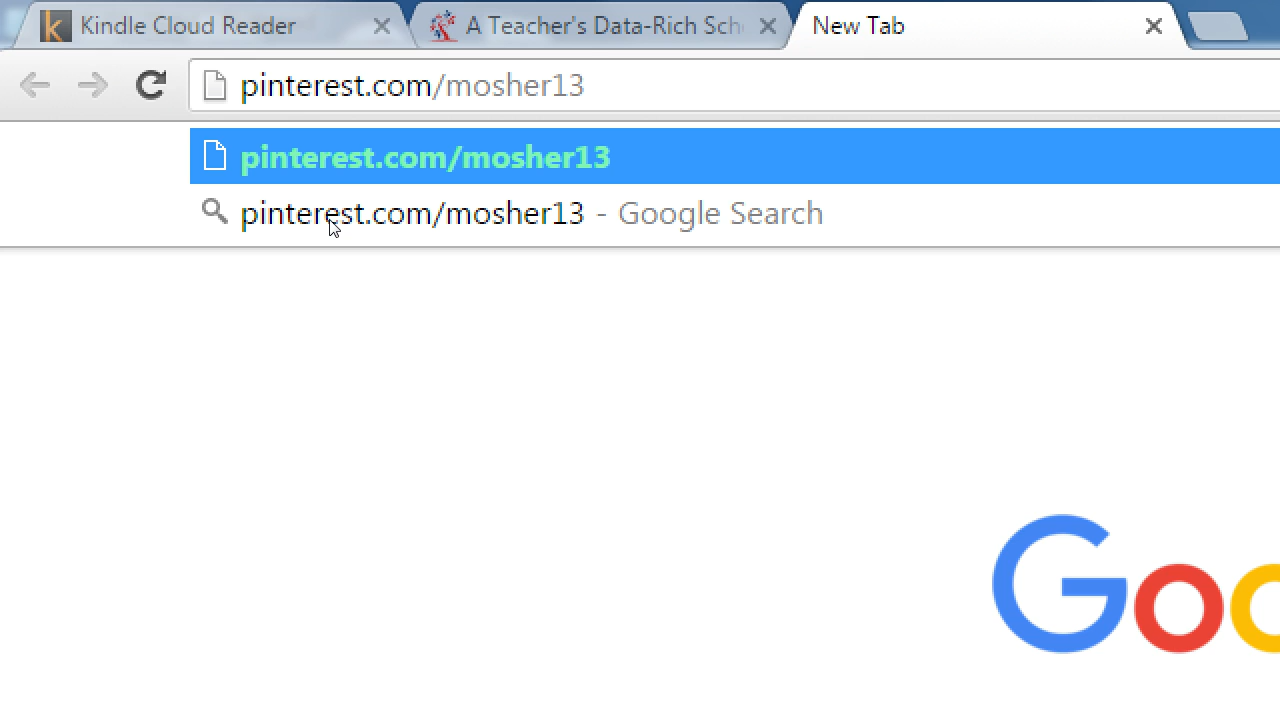 Kindle Cloud Reader
A Teacher's Data-Rich Sch
New Tab
pinterest.com/mosher13
pinterest.com/mosher13
pinterest.com/mosher13 - Google Search
Goo